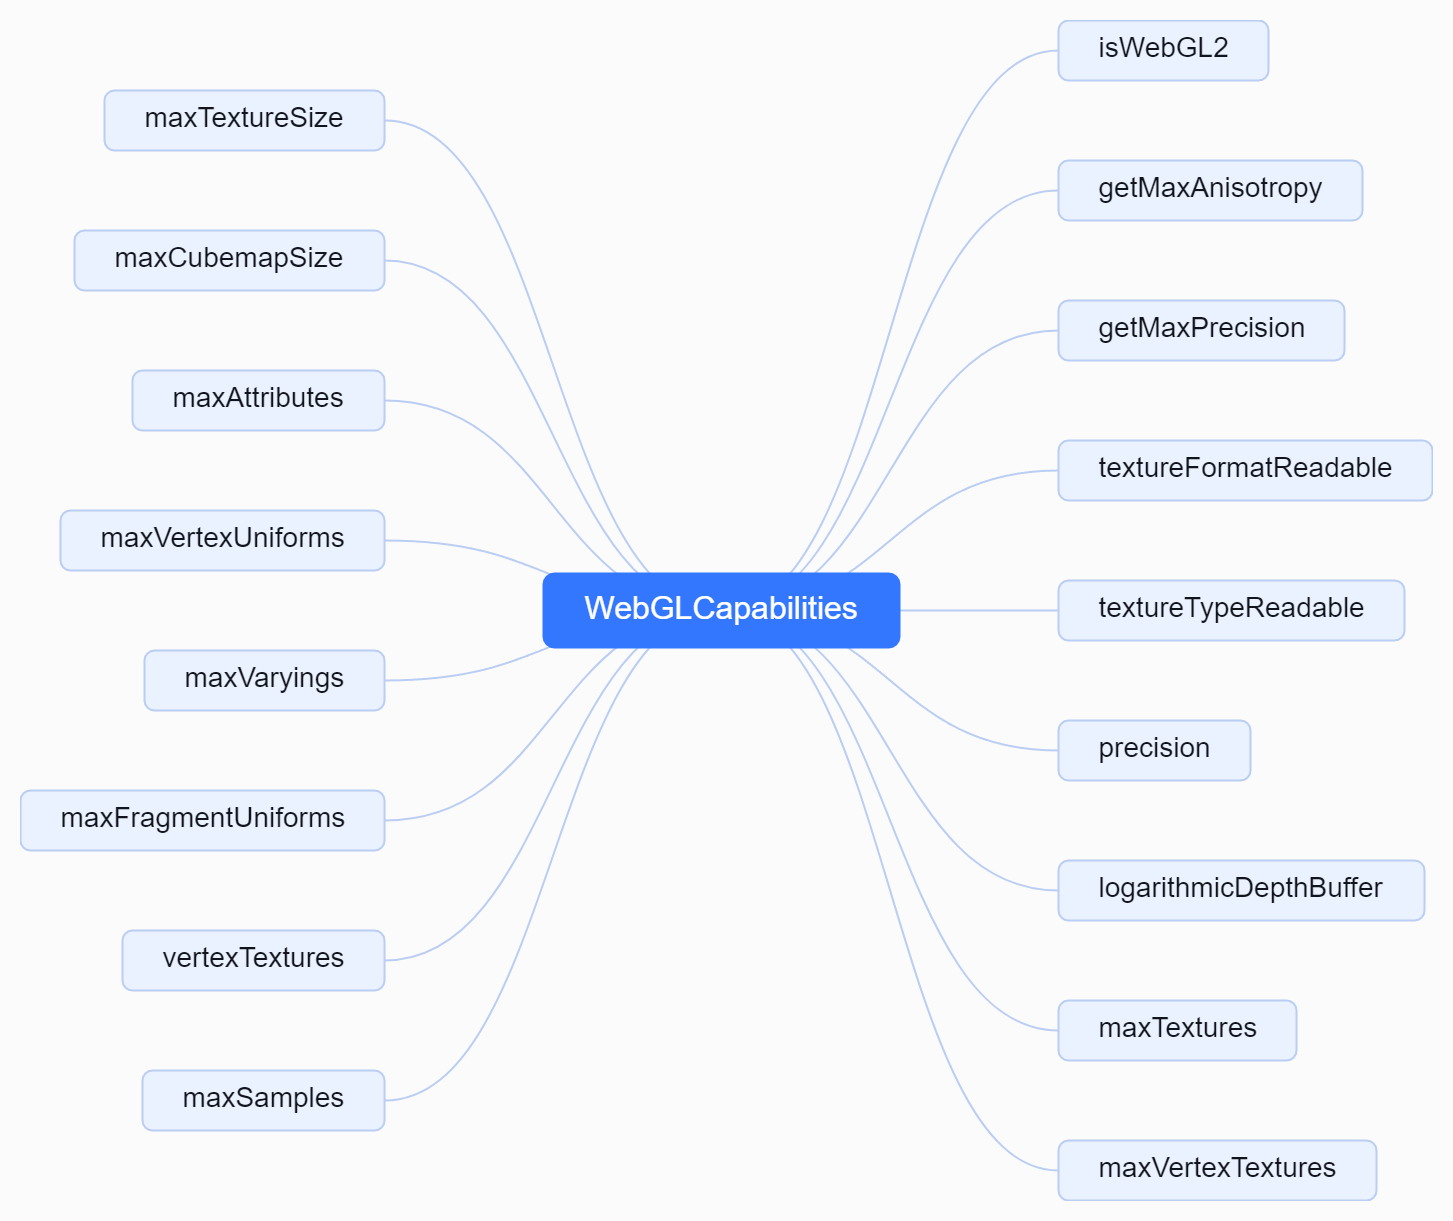 WebGLCapabilities
isWebGL2
getMaxAnisotropy
getMaxPrecision
textureFormatReadable
textureTypeReadable
precision
logarithmicDepthBuffer
maxTextures
maxVertexTextures
maxTextureSize
maxCubemapSize
maxAttributes
maxVertexUniforms
maxVaryings
maxFragmentUniforms
vertexTextures
maxSamples